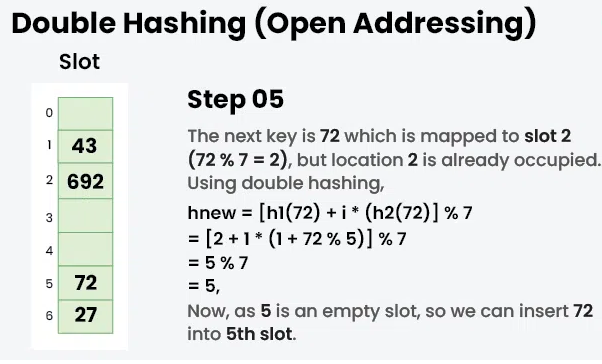 Double Hashing (Open Addressing)
Slot
0
1 43
2 692
3
4
5 72
6 27
Step 05
The next key is 72 which is mapped to slot 2
(72 % 7 = 2), but location 2 is already occupied.
Using double hashing,
hnew = [h1(72) + i * (h2(72)] % 7
= [2 + 1 * (1 + 72 % 5)] % 7
= 5 % 7
= 5,
Now, as 5 is an empty slot, so we can insert 72
into 5th slot.